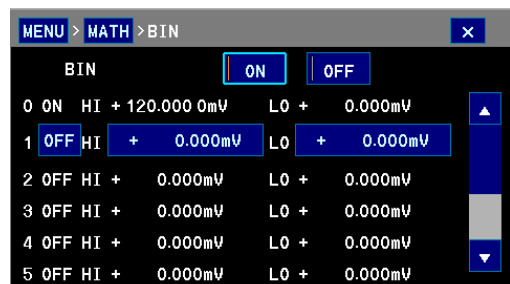 MENU > MATH >BIN ×
BIN ON OFF
0 ON HI + 120.000 0mV LO + 0.000mV
1 OFF HI + 0.000mV LO + 0.000mV
2 OFF HI + 0.000mV LO + 0.000mV
3 OFF HI + 0.000mV LO + 0.000mV
4 OFF HI + 0.000mV LO + 0.000mV
5 OFF HI + 0.000mV LO + 0.000mV